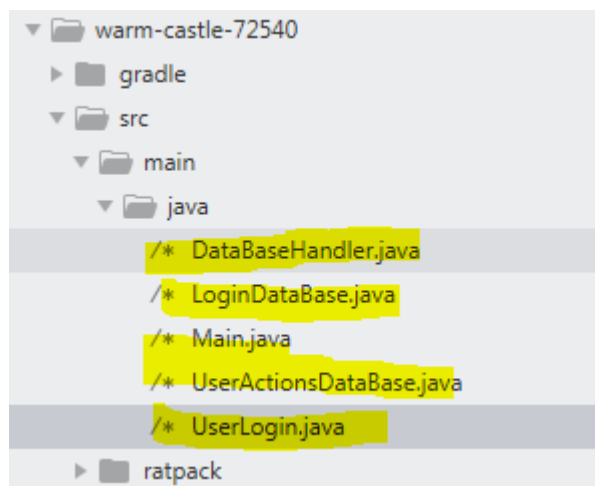 warm-castle-72540
gradle
src
main
java
/* DataBaseHandler.java
/* LoginDataBase.java
/* Main.java
/* UserActionsDataBase.java
/* UserLogin.java
ratpack